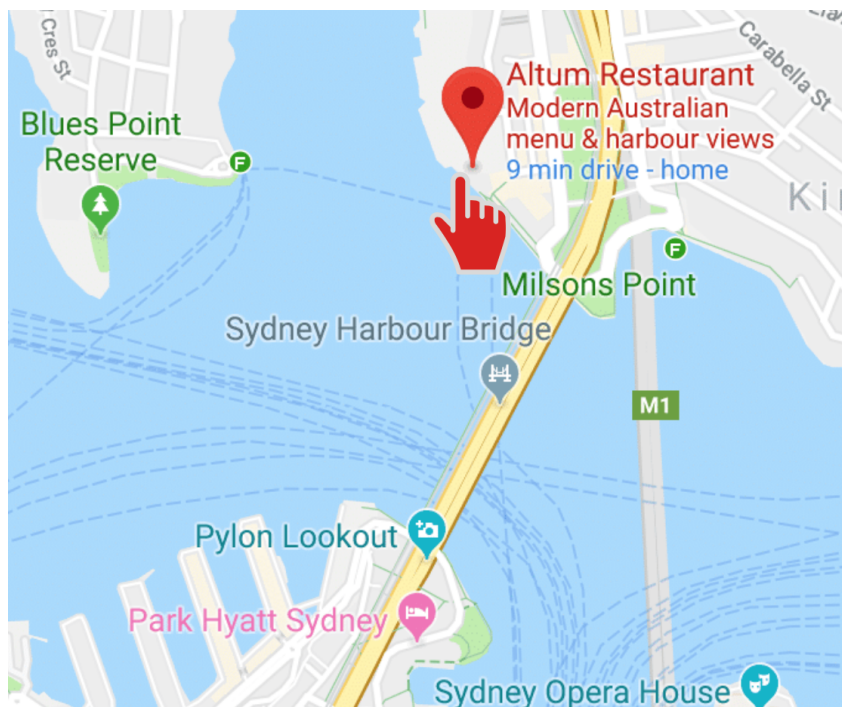 Cres St
Carabella St
Altum Restaurant
Modern Australian
menu & harbour views
9 min drive - home
Blues Point
Reserve
F
F
Milsons Point
Sydney Harbour Bridge
M1
Pylon Lookout
Park Hyatt Sydney
Sydney Opera House